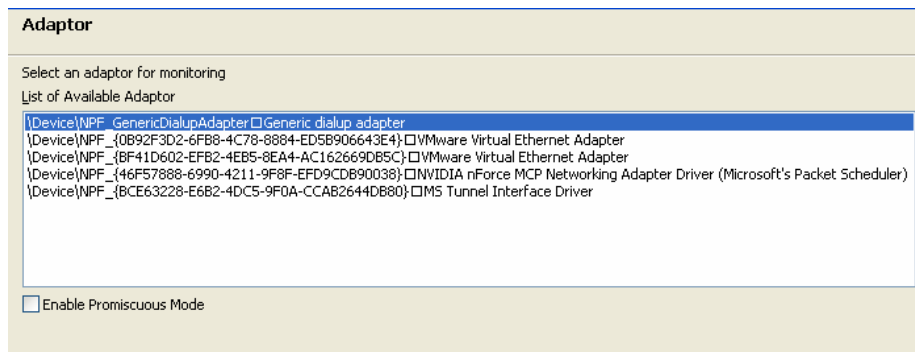 Adaptor
Select an adaptor for monitoring
List of Available Adaptor
\Device\NPF_GenericDialupAdapter□Generic dialup adapter
\Device\NPF_{0B92F3D2-6FB8-4C78-8884-ED5B906643E4}□VMware Virtual Ethernet Adapter
\Device\NPF_{BF41D602-EFB2-4EB5-8EA4-AC162669DB5C}□VMware Virtual Ethernet Adapter
\Device\NPF_{46F57888-6990-4211-9F8F-EFD9CDB90038}□NVIDIA nForce MCP Networking Adapter Driver (Microsoft's Packet Scheduler)
\Device\NPF_{BCE63228-E6B2-4DC5-9F0A-CCAB2644DB80}□MS Tunnel Interface Driver
Enable Promiscuous Mode